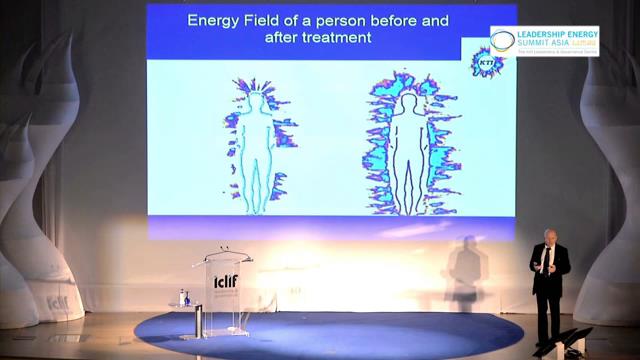 Energy Field of a person before and
after treatment
LEADERSHIP ENERGY
SUMMIT ASIA
The Iclif Leadership & Governance Centre
KTI
iclif